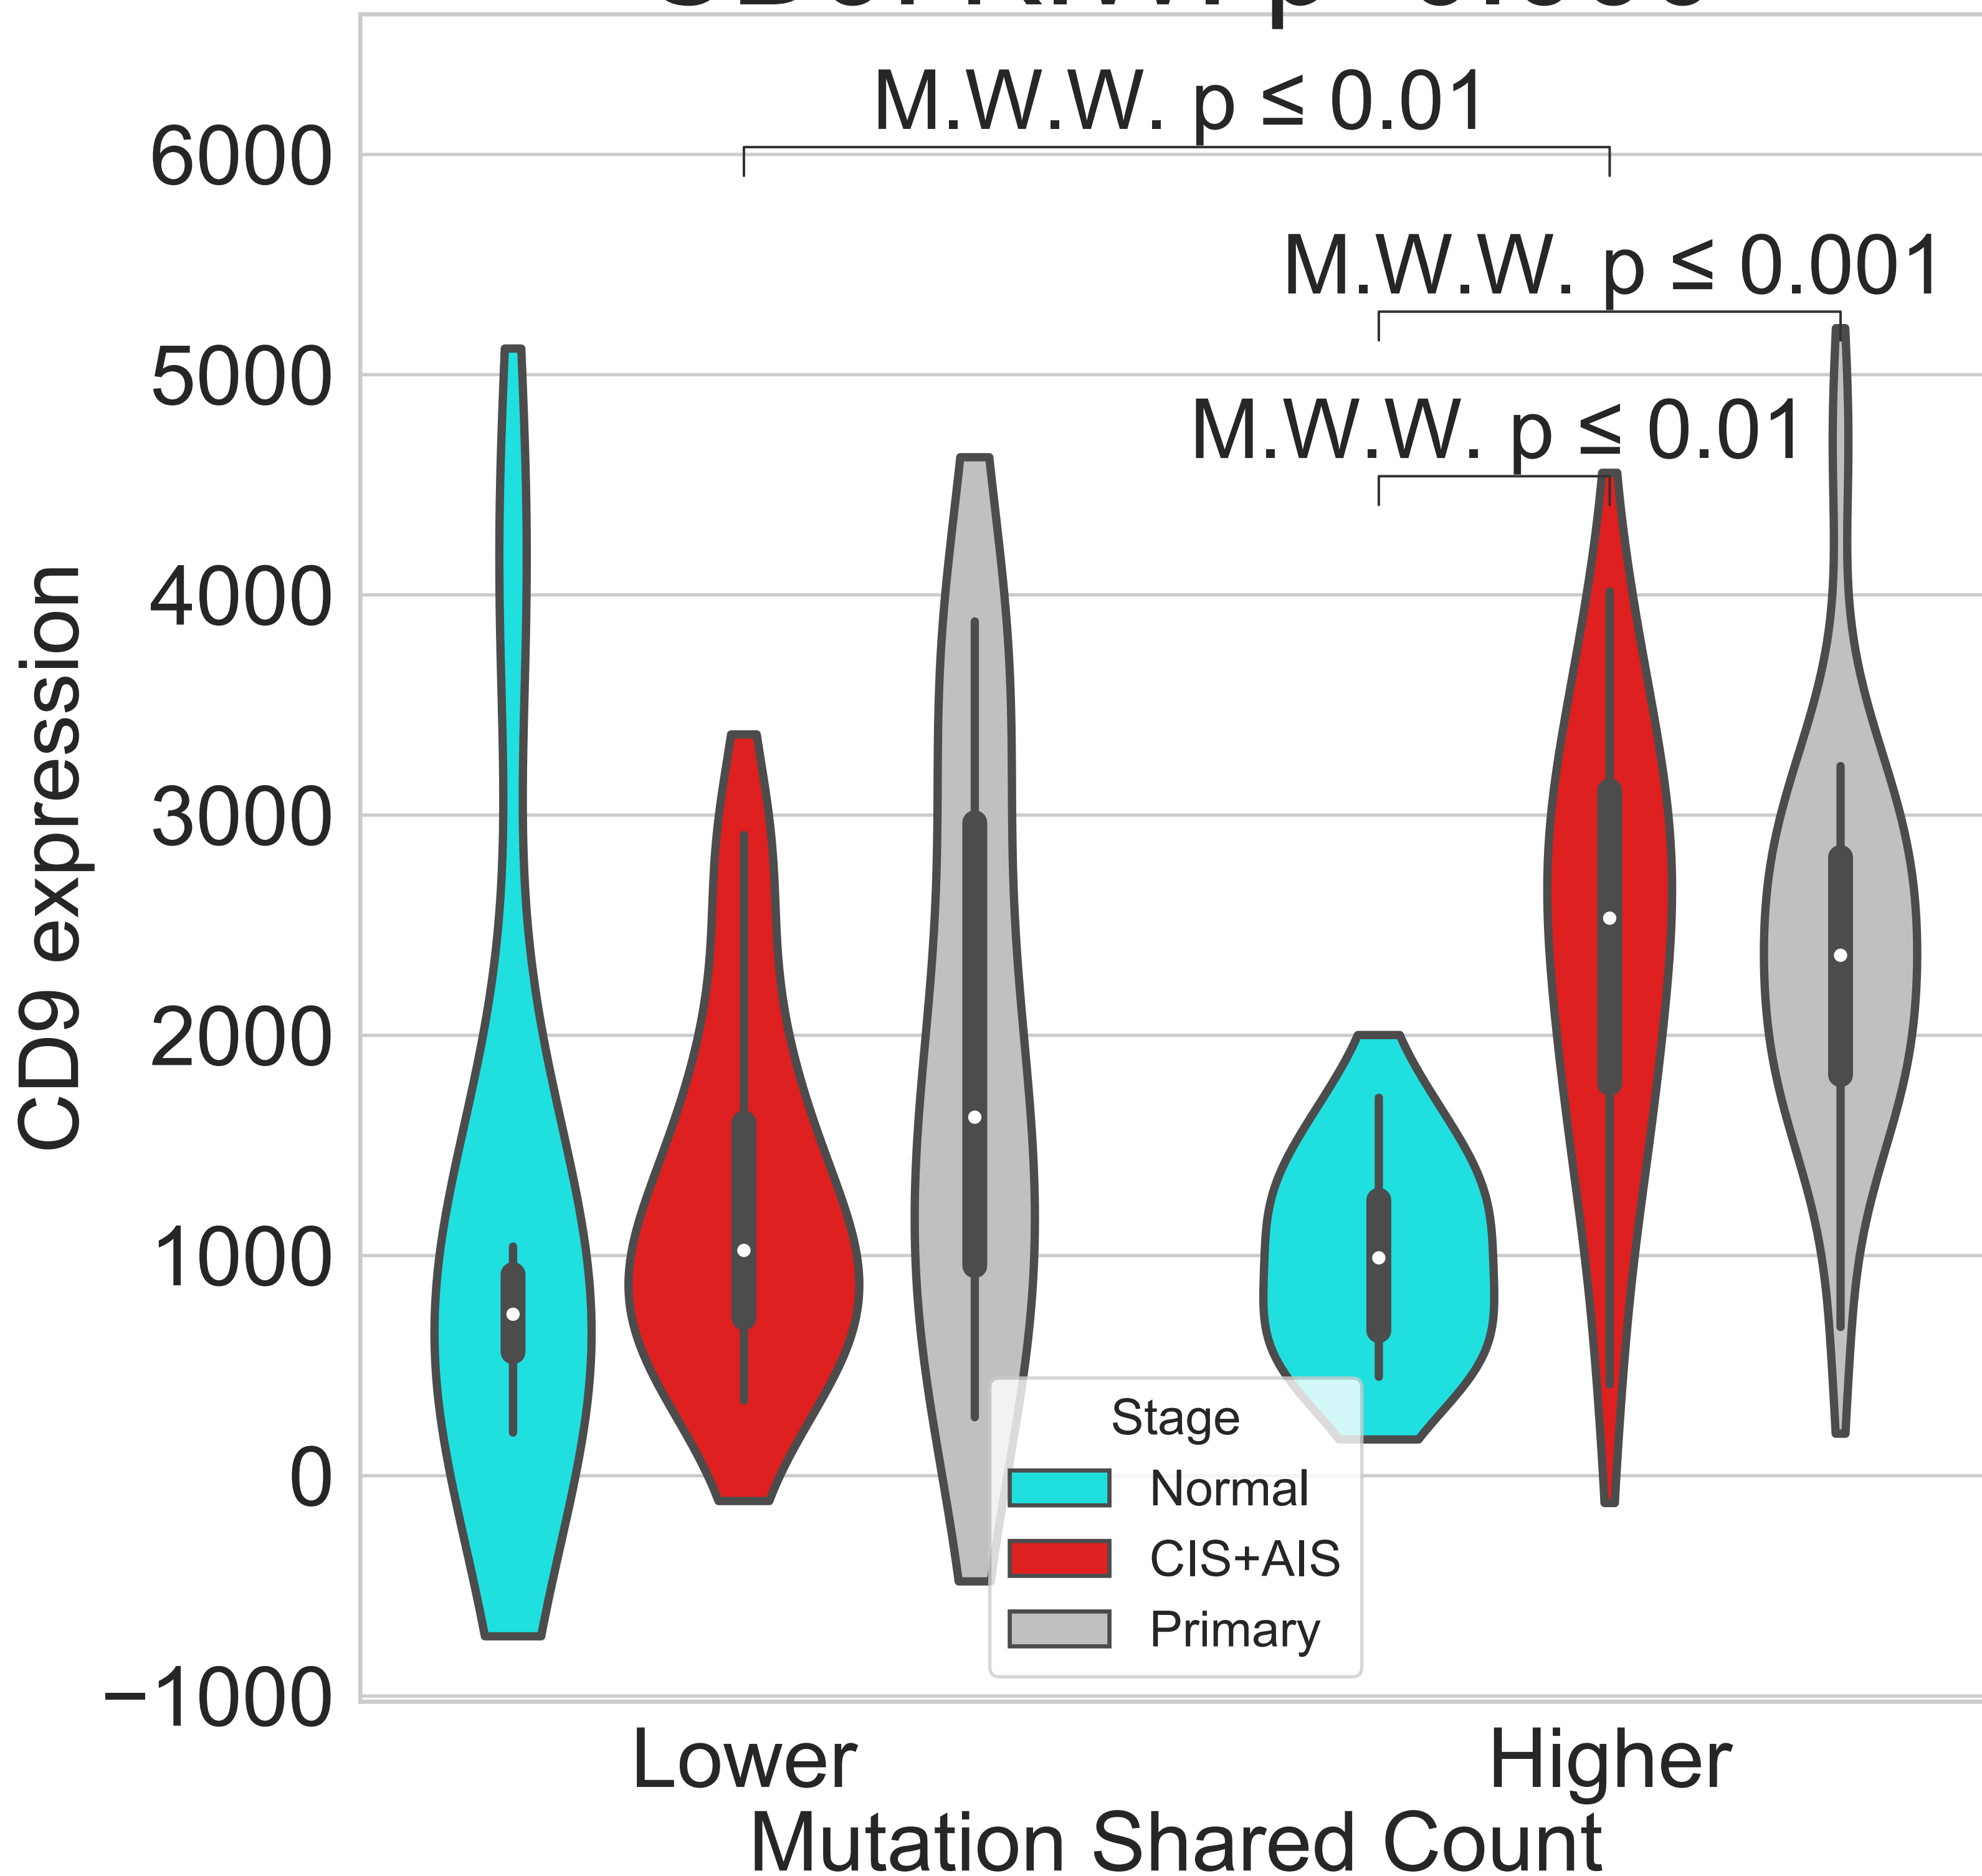 M.W.W. p ≤ 0.01
6000
M.W.W. p ≤ 0.001
5000
M.W.W. p ≤ 0.01
4000
3000
2000
1000
0
−1000
CD9 expression
Stage
Normal
CIS+AIS
Primary
Lower
Higher
Mutation Shared Count